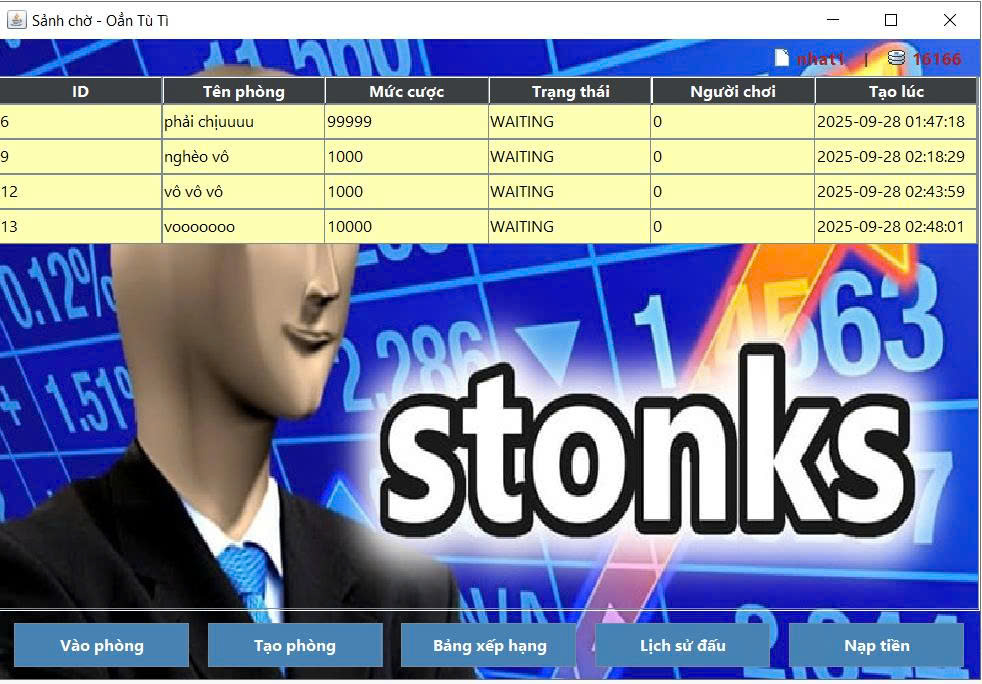 Sảnh chờ - Oẳn Tù Tì
nhat1 | 16166
ID Tên phòng Mức cược Trạng thái Người chơi Tạo lúc
6 phải chịuuuu 99999 WAITING 0 2025-09-28 01:47:18
9 nghèo vô 1000 WAITING 0 2025-09-28 02:18:29
12 vô vô vô 1000 WAITING 0 2025-09-28 02:43:59
13 vooooooo 10000 WAITING 0 2025-09-28 02:48:01
0.12%
+ 1.51%
2.286
stonks
Vào phòng Tạo phòng Bảng xếp hạng Lịch sử đấu Nạp tiền